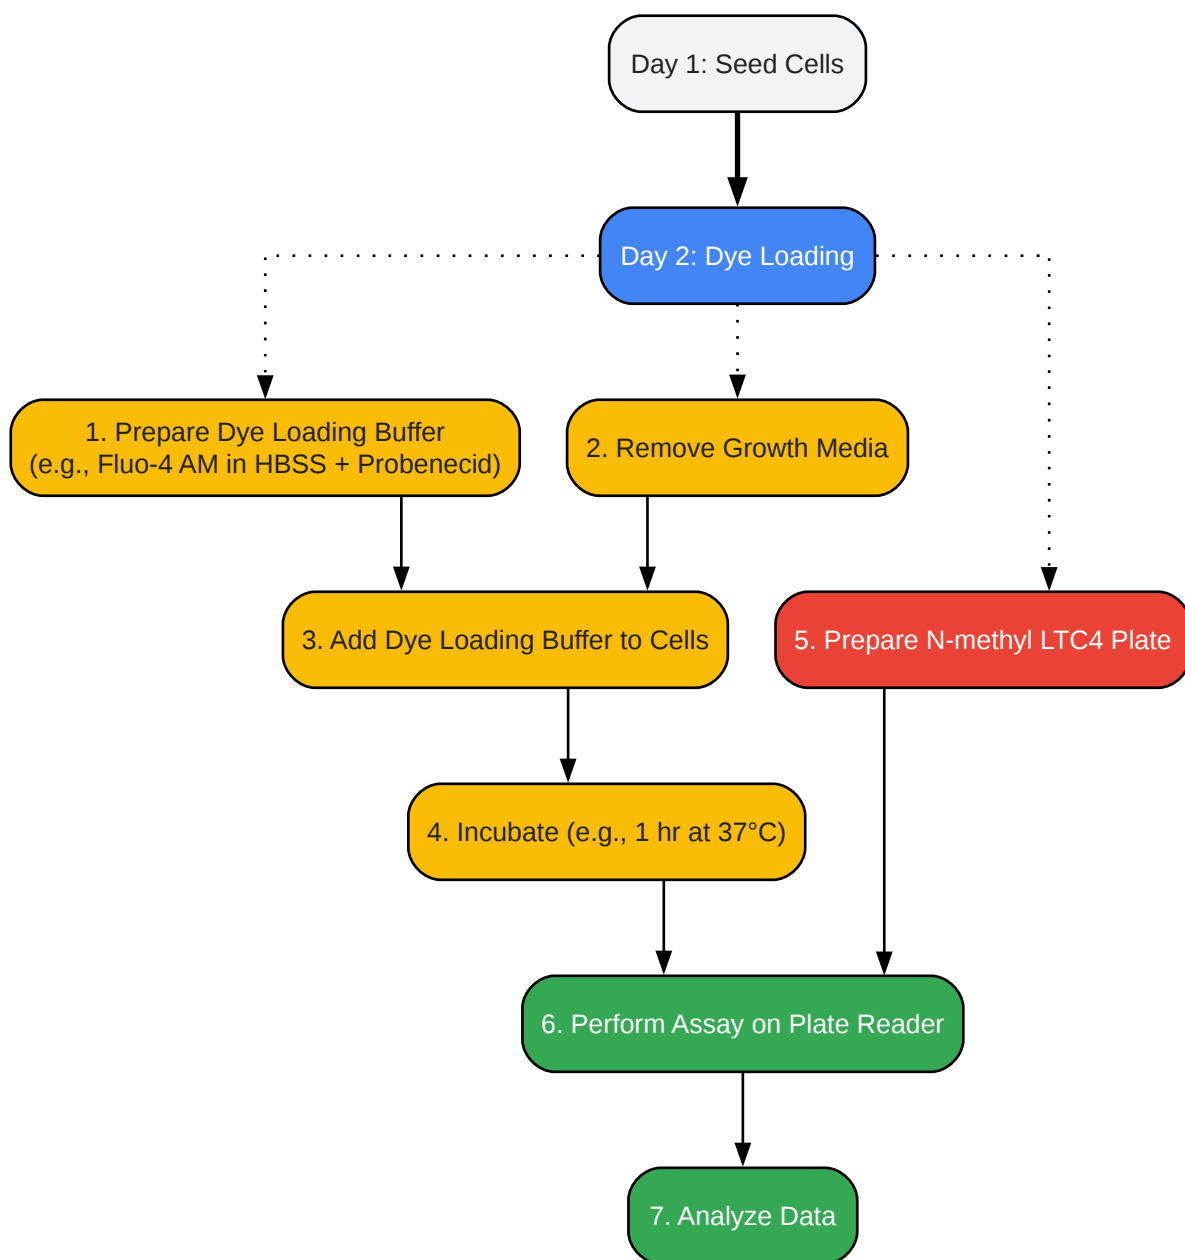 Day 1: Seed Cells
Day 2: Dye Loading
1. Prepare Dye Loading Buffer
(e.g., Fluo-4 AM in HBSS + Probenecid)
2. Remove Growth Media
3. Add Dye Loading Buffer to Cells
5. Prepare N-methyl LTC4 Plate
4. Incubate (e.g., 1 hr at 37°C)
6. Perform Assay on Plate Reader
7. Analyze Data